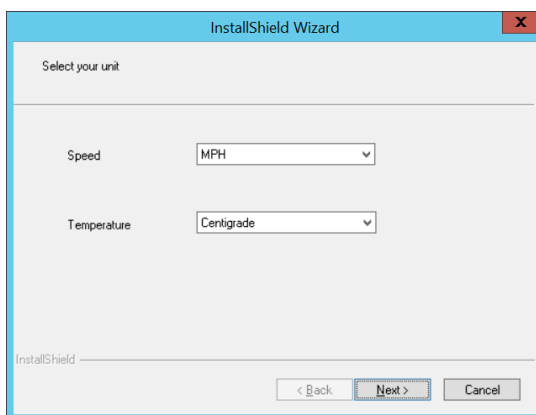 InstallShield Wizard
X
Select your unit
Speed MPH
Temperature Centigrade
InstallShield
< Back Next > Cancel